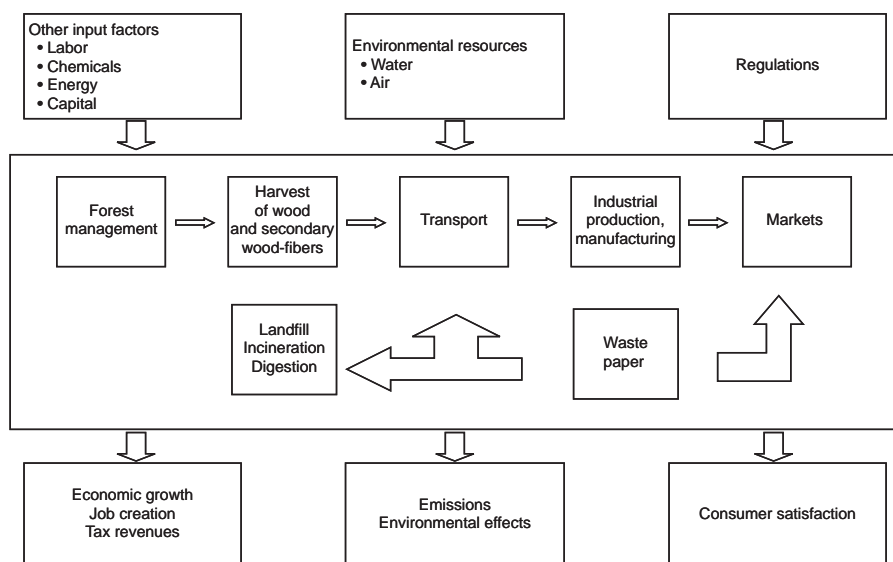 Other input factors
• Labor
• Chemicals
• Energy
• Capital
Environmental resources
• Water
• Air
Regulations
Forest
management
Harvest
of wood
and secondary
wood-fibers
Transport
Industrial
production,
manufacturing
Markets
Landfill
Incineration
Digestion
Waste
paper
Economic growth
Job creation
Tax revenues
Emissions
Environmental effects
Consumer satisfaction